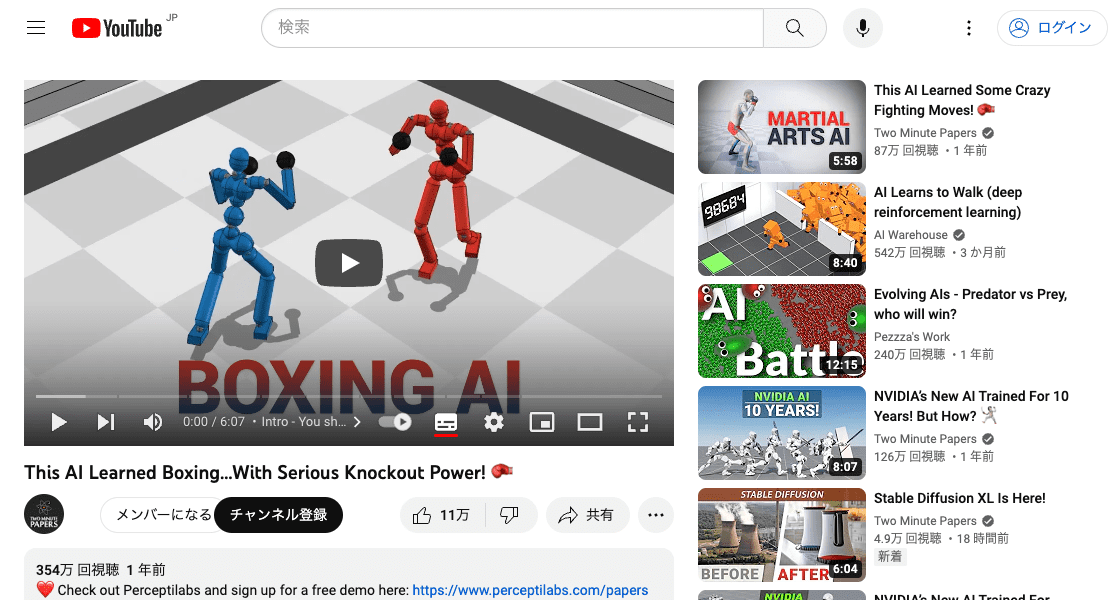 YouTube JP
検索
ログイン
BOXING AI
0:00 / 6:07 • Intro - You sh...
This AI Learned Boxing...With Serious Knockout Power! 🥊
TWO MINUTE
PAPERS
メンバーになる
チャンネル登録
11万
共有
354万 回視聴 1 年前
❤️ Check out Perceptilabs and sign up for a free demo here: https://www.perceptilabs.com/papers
MARTIAL
ARTS AI
5:58
This AI Learned Some Crazy
Fighting Moves! 🥊
Two Minute Papers
87万 回視聴 ・1 年前
98684
8:40
AI Learns to Walk (deep
reinforcement learning)
AI Warehouse
542万 回視聴 ・3 か月前
AI
Battle
12:15
Evolving AIs - Predator vs Prey,
who will win?
Pezzza's Work
240万 回視聴 ・1 年前
NVIDIA'S NEW AI
10 YEARS!
8:07
NVIDIA's New AI Trained For 10
Years! But How? 🤺
Two Minute Papers
126万 回視聴 ・1 年前
STABLE DIFFUSION
BEFORE
AFTER
6:04
Stable Diffusion XL Is Here!
Two Minute Papers
4.9万 回視聴 ・18 時間前
新着
NVIDIA
NVIDIA's New AI Trained For